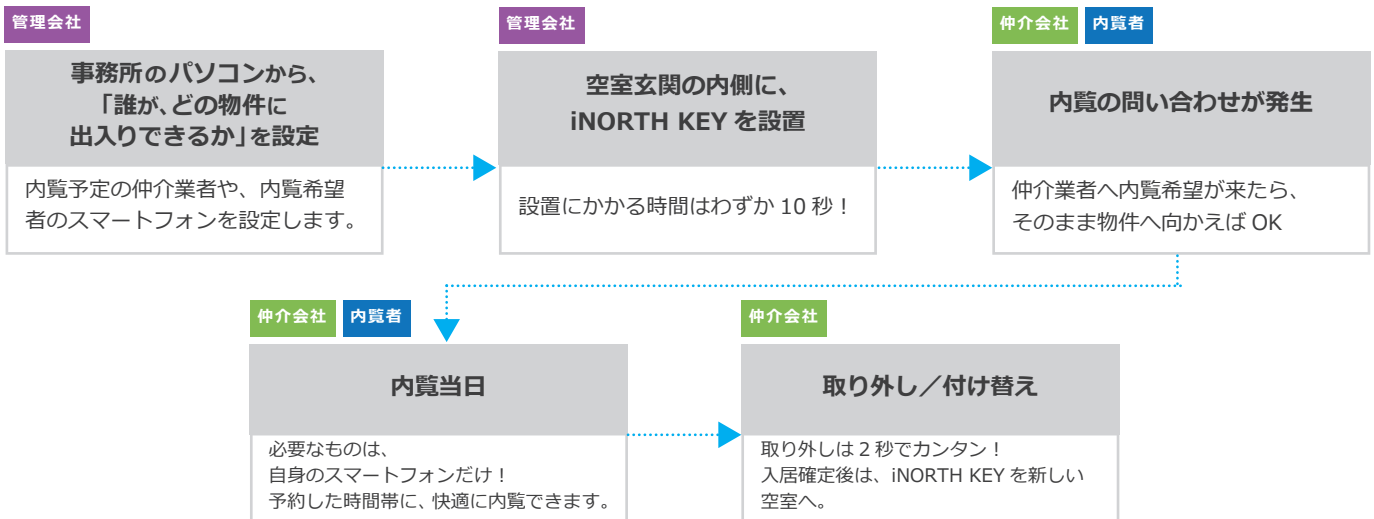 管理会社
事務所のパソコンから、
「誰が、どの物件に
出入りできるか」を設定
内覧予定の仲介業者や、内覧希望
者のスマートフォンを設定します。
管理会社
空室玄関の内側に、
iNORTH KEY を設置
設置にかかる時間はわずか 10 秒！
仲介会社 内覧者
内覧の問い合わせが発生
仲介業者へ内覧希望が来たら、
そのまま物件へ向かえば OK
仲介会社 内覧者
内覧当日
必要なものは、
自身のスマートフォンだけ！
予約した時間帯に、快適に内覧できます。
仲介会社
取り外し／付け替え
取り外しは 2 秒でカンタン！
入居確定後は、iNORTH KEY を新しい
空室へ。